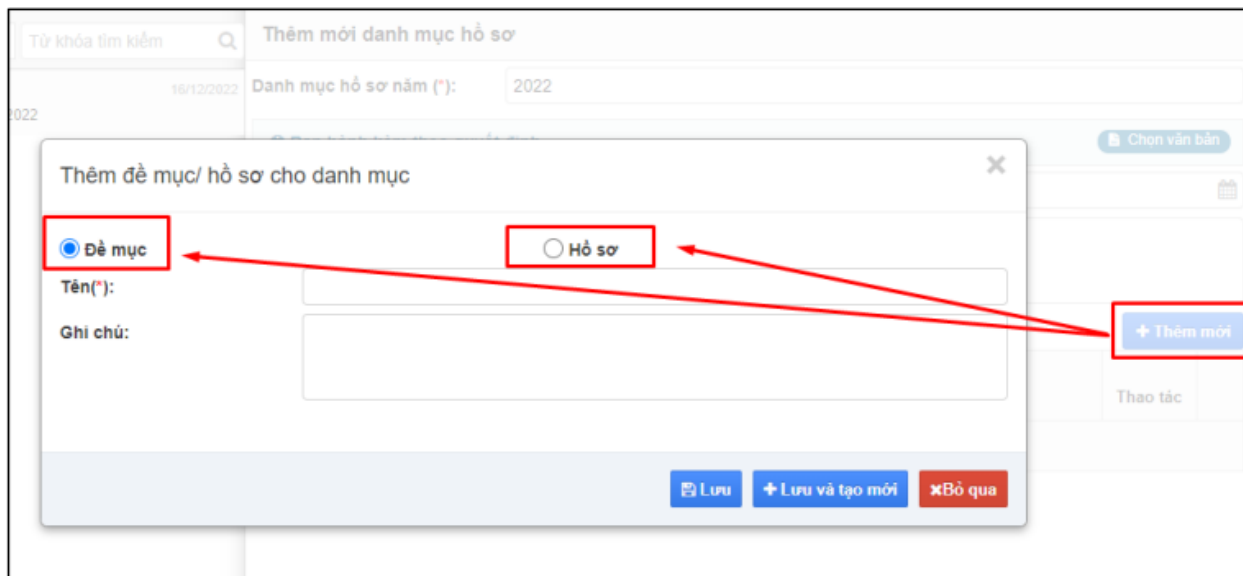 Từ khóa tìm kiếm
Thêm mới danh mục hồ sơ
16/12/2022
Danh mục hồ sơ năm (*):
2022
2022
Chọn văn bản
Thêm đề mục/ hồ sơ cho danh mục
Đề mục
Hồ sơ
Tên(*):
Ghi chú:
+ Thêm mới
Thao tác
Lưu
+ Lưu và tạo mới
×Bỏ qua